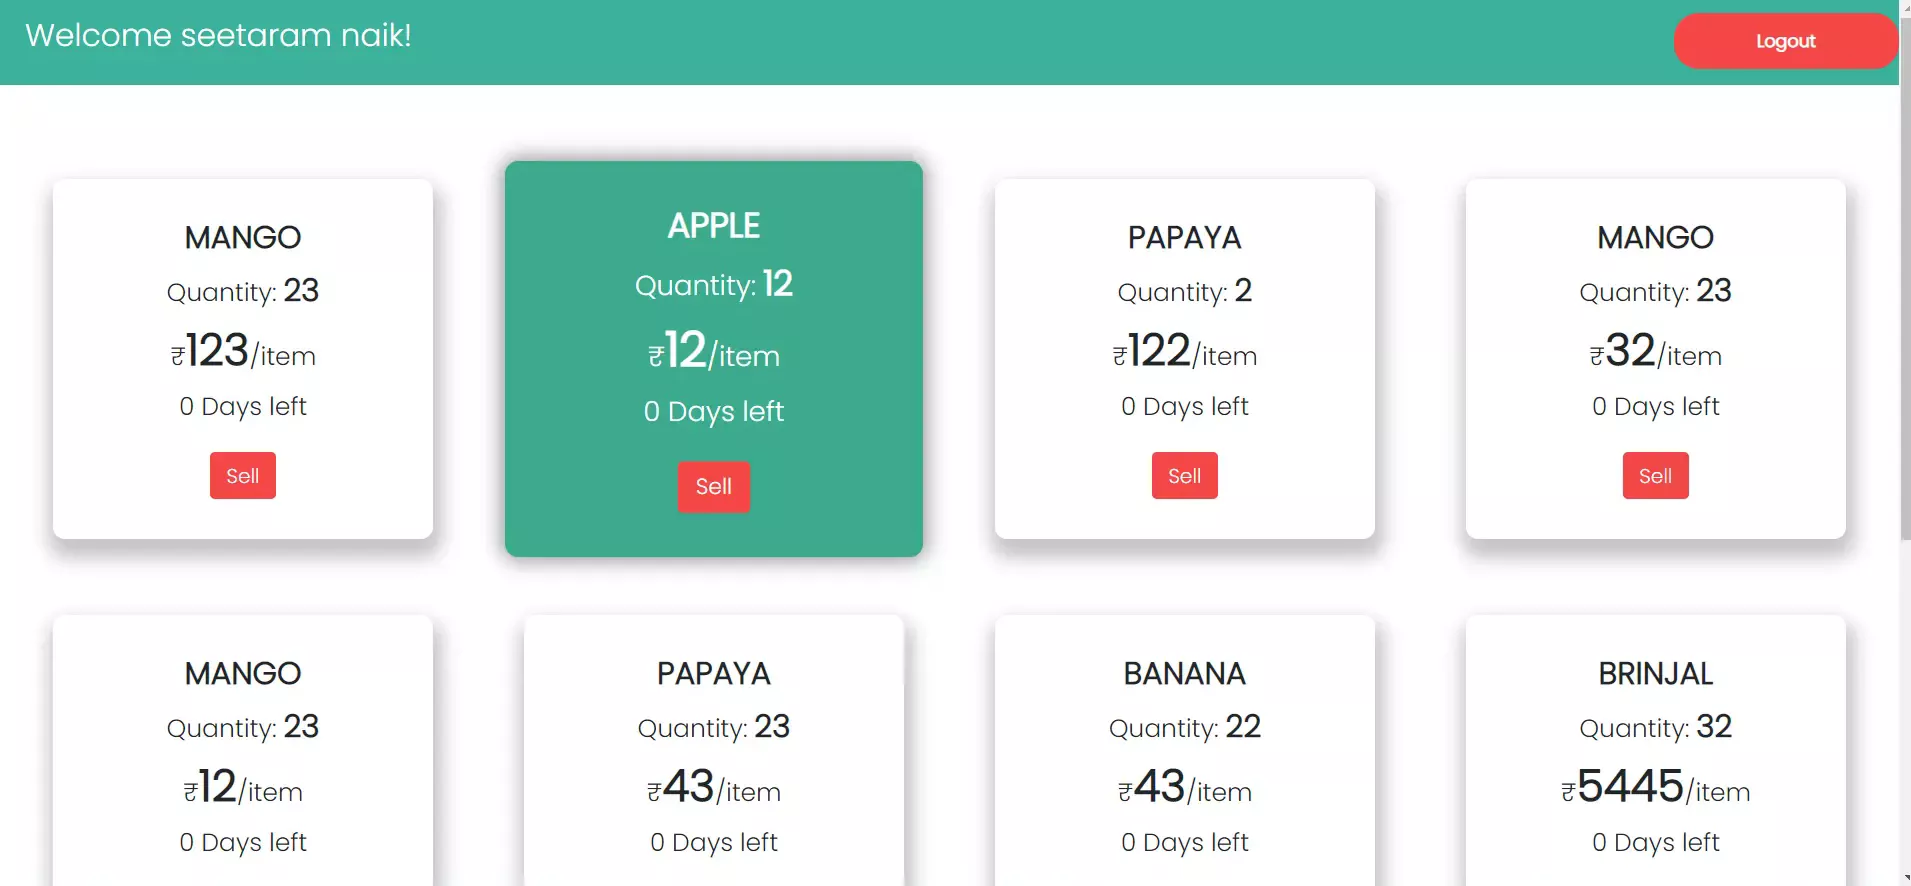 Welcome seetaram naik!
Logout
MANGO
Quantity: 23
₹123/item
0 Days left
Sell
APPLE
Quantity: 12
₹12/item
0 Days left
Sell
PAPAYA
Quantity: 2
₹122/item
0 Days left
Sell
MANGO
Quantity: 23
₹32/item
0 Days left
Sell
MANGO
Quantity: 23
₹12/item
0 Days left
PAPAYA
Quantity: 23
₹43/item
0 Days left
BANANA
Quantity: 22
₹43/item
0 Days left
BRINJAL
Quantity: 32
₹5445/item
0 Days left